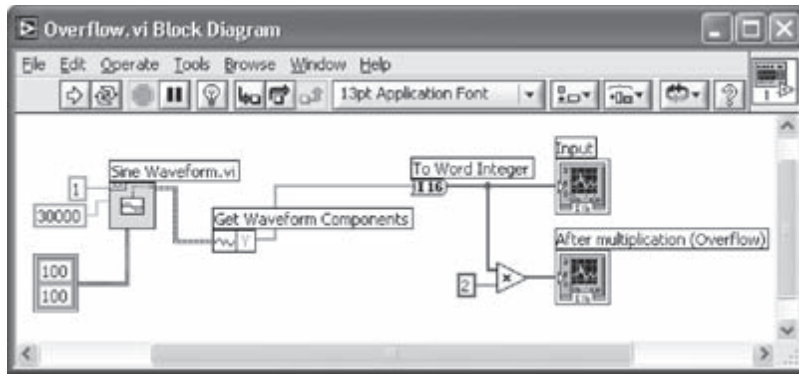 Overflow.vi Block Diagram
File Edit Operate Tools Browse Window Help
13pt Application Font
1
Input
Sine Waveform.vi
To Word Integer
I16
1
30000
Get Waveform Components
Y
After multiplication (Overflow)
100
100
2
x